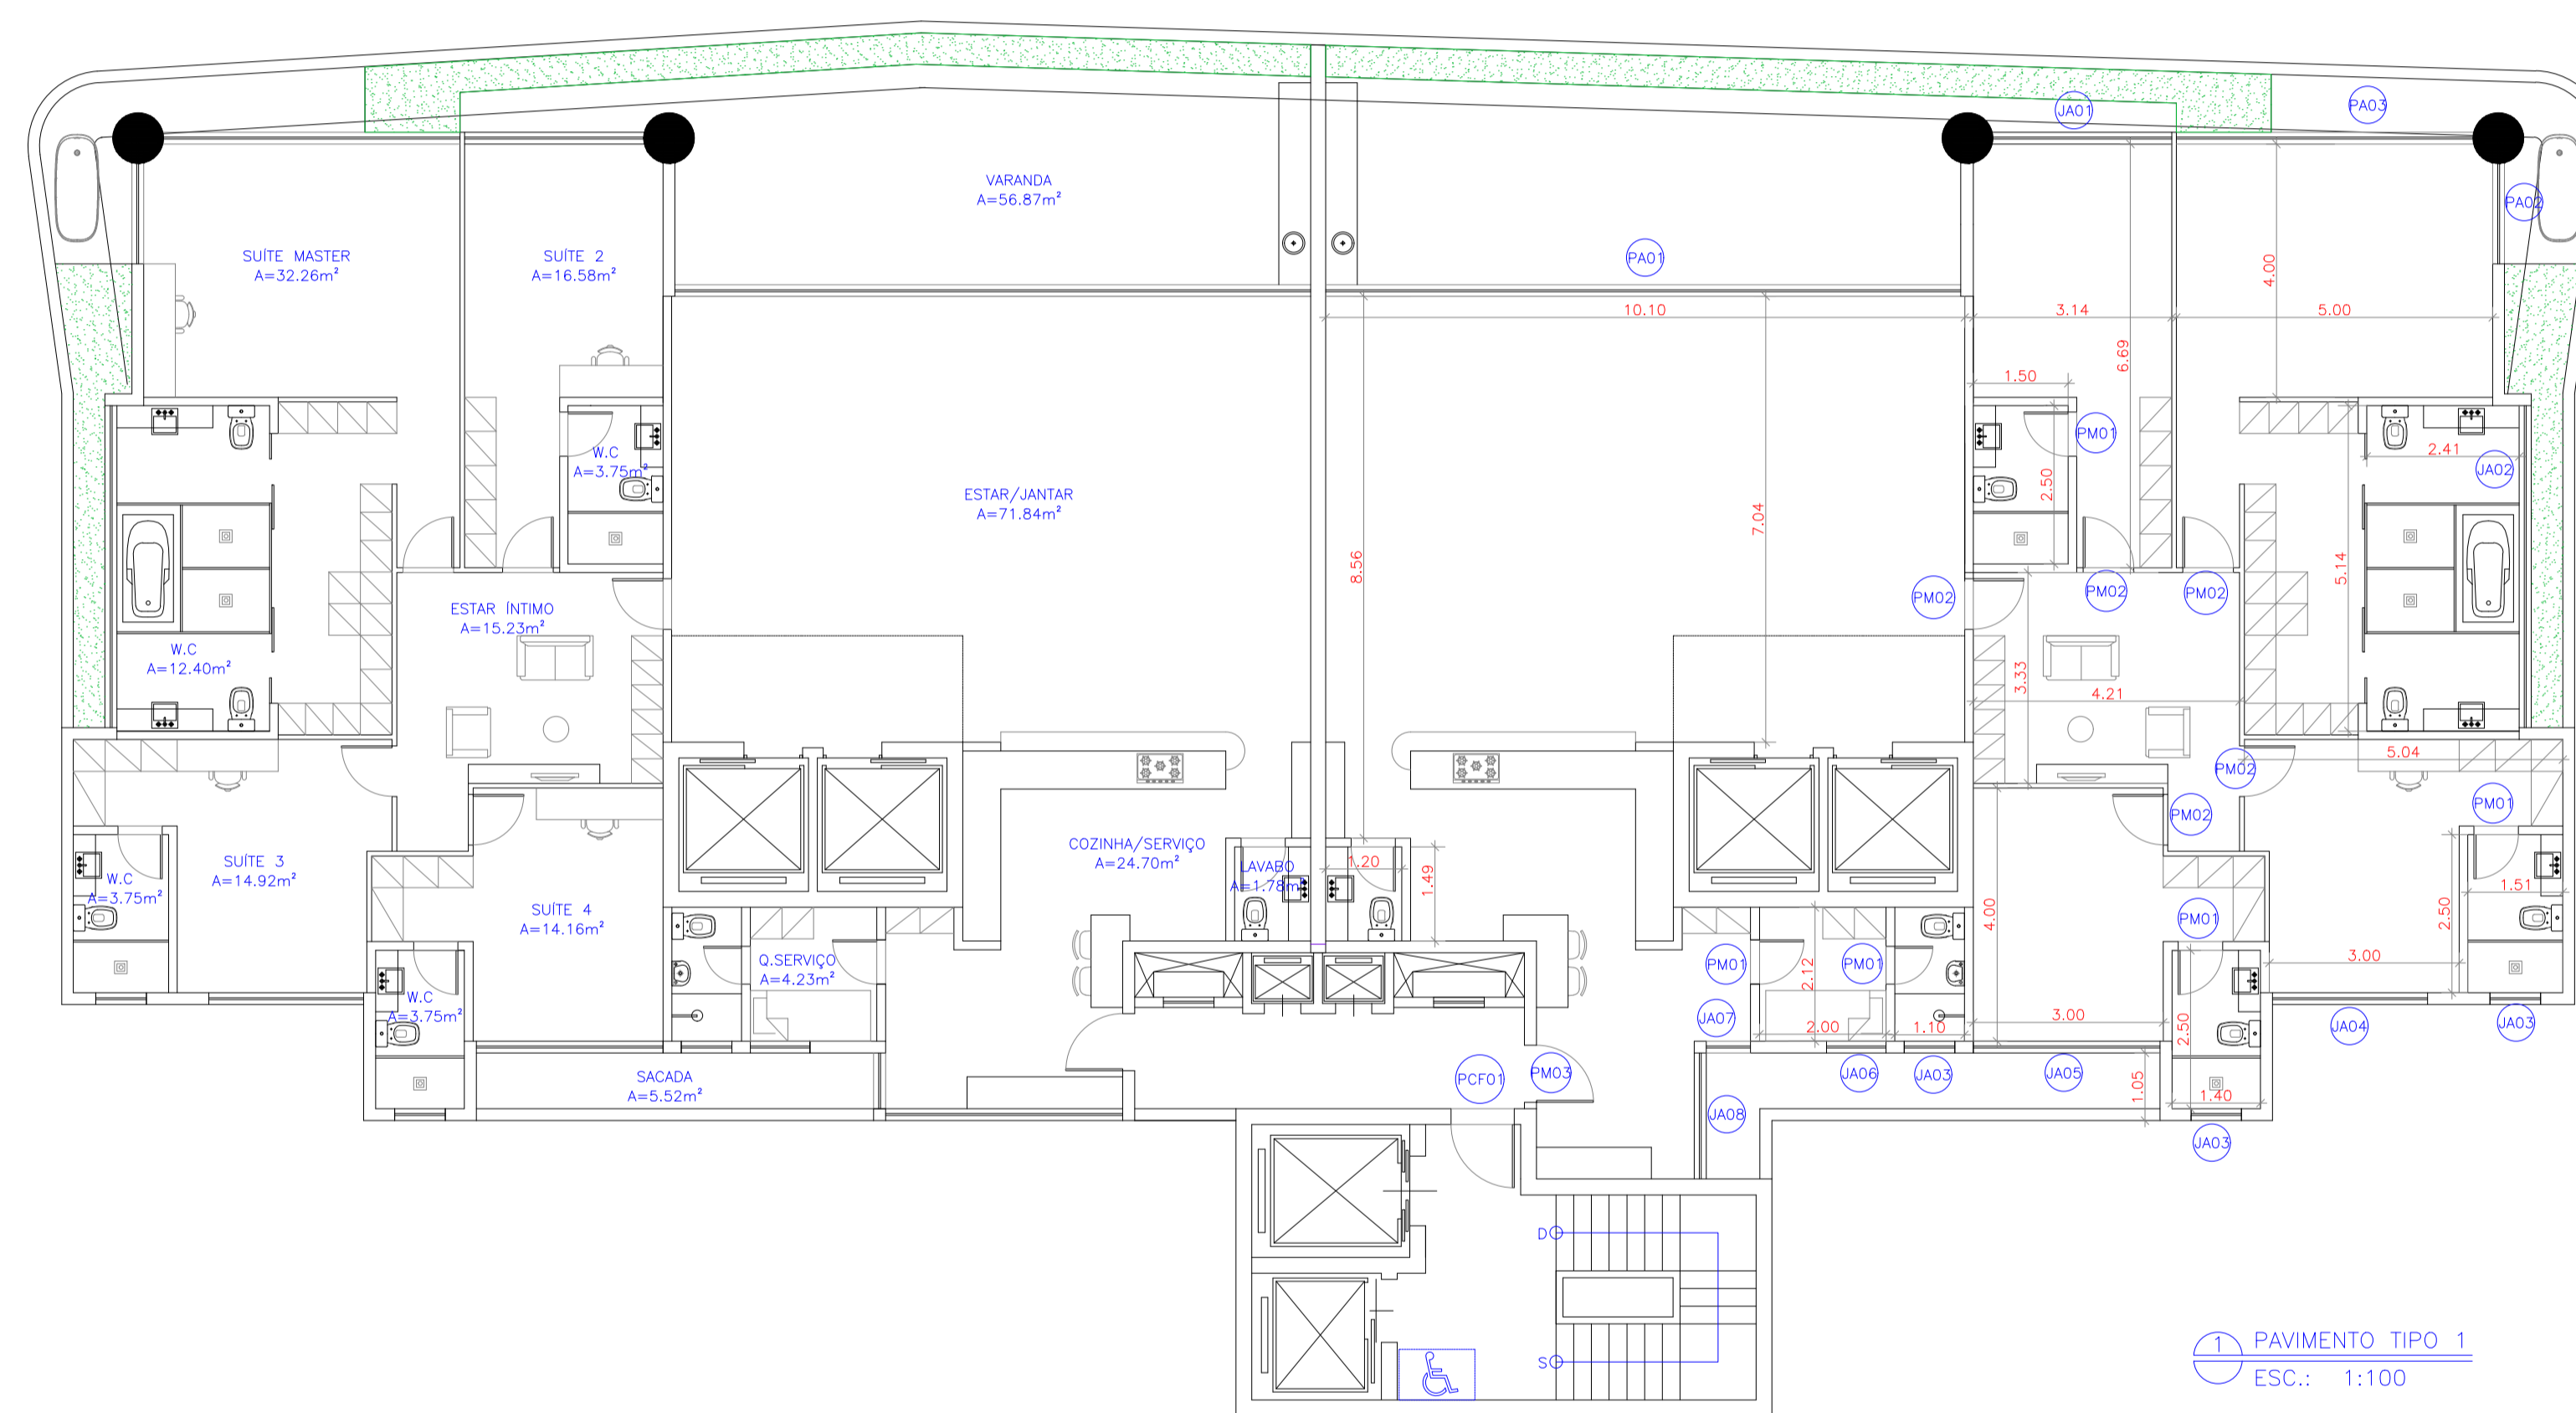 JA01
PA03
VARANDA
A=56.87m²
PA02
SUÍTE MASTER
A=32.26m²
SUÍTE 2
A=16.58m²
PA01
4.00
10.10
3.14
5.00
6.69
1.50
PM01
W.C
A=3.75m²
2.41
JA02
2.50
ESTAR/JANTAR
A=71.84m²
7.04
8.56
5.14
ESTAR ÍNTIMO
A=15.23m²
PM02
PM02
PM02
W.C
A=12.40m²
3.33
4.21
5.04
PM02
PM01
PM02
COZINHA/SERVIÇO
A=24.70m²
LAVABO
A=1.78m²
1.20
1.49
SUÍTE 3
A=14.92m²
W.C
A=3.75m²
1.51
2.50
SUÍTE 4
A=14.16m²
4.00
PM01
3.00
Q.SERVIÇO
A=4.23m²
PM01
PM01
2.12
W.C
A=3.75m²
JA07
2.00
1.10
3.00
2.50
JA04
JA03
SACADA
A=5.52m²
PCF01
PM03
JA06
JA03
JA05
1.05
1.40
JA08
JA03
D
S
1
PAVIMENTO TIPO 1
ESC.: 1:100